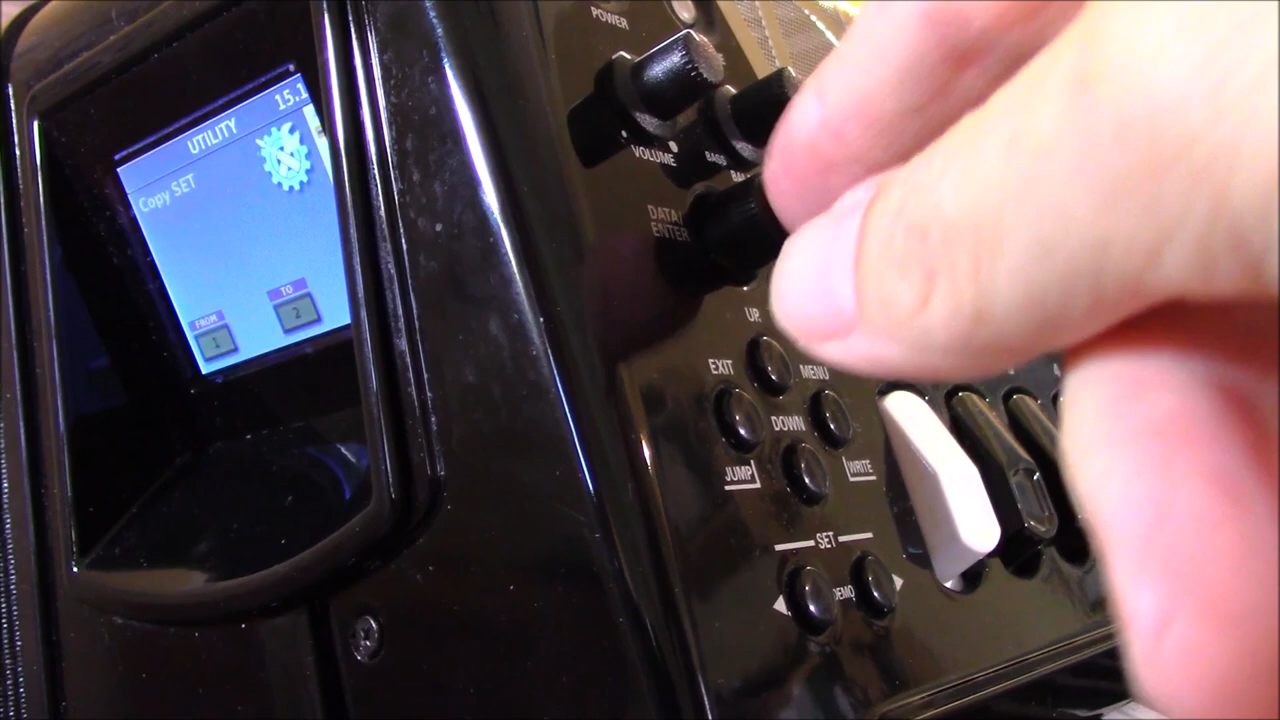 15.1
UTILITY
Copy SET
FROM
1
TO
2
POWER
VOLUME
BASS
DATA/
ENTER
UP
EXIT
MENU
DOWN
JUMP
WRITE
SET
DEMO